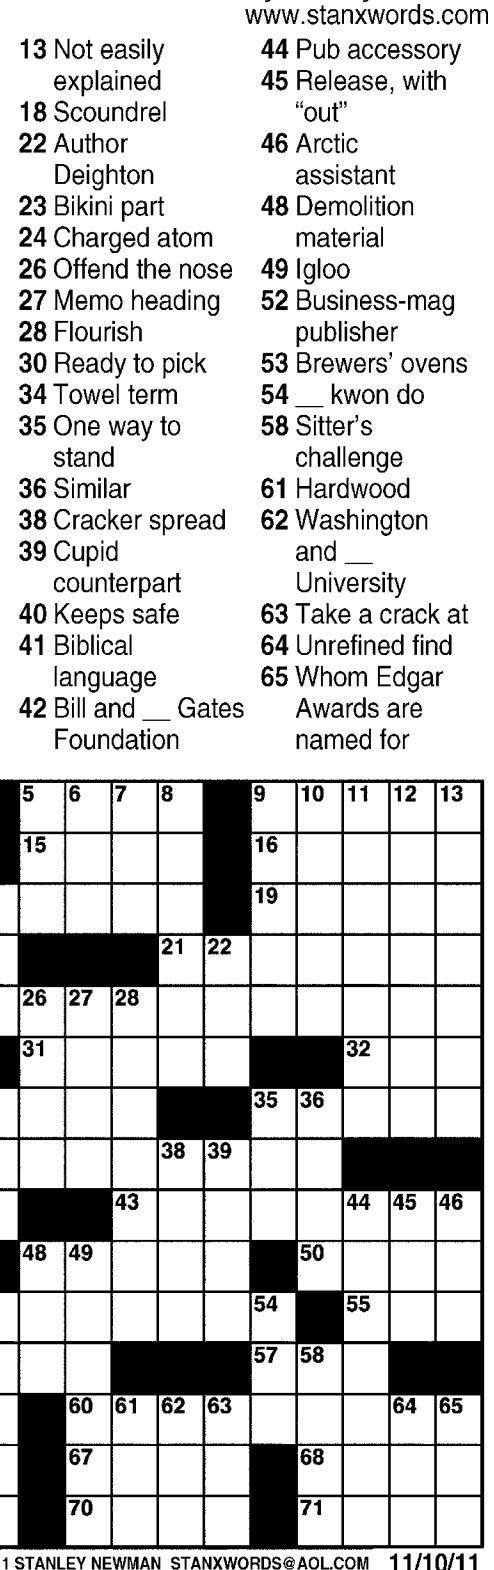 www.stanxwords.com
13 Not easily
explained
18 Scoundrel
22 Author
Deighton
23 Bikini part
24 Charged atom
26 Offend the nose
27 Memo heading
28 Flourish
30 Ready to pick
34 Towel term
35 One way to
stand
36 Similar
38 Cracker spread
39 Cupid
counterpart
40 Keeps safe
41 Biblical
language
42 Bill and __ Gates
Foundation
44 Pub accessory
45 Release, with
“out”
46 Arctic
assistant
48 Demolition
material
49 Igloo
52 Business-mag
publisher
53 Brewers’ ovens
54 __ kwon do
58 Sitter’s
challenge
61 Hardwood
62 Washington
and __
University
63 Take a crack at
64 Unrefined find
65 Whom Edgar
Awards are
named for
5 6 7 8 9 10 11 12 13
15 16
19
21 22
26 27 28
31 32
35 36
38 39
43 44 45 46
48 49 50
54 55
57 58
60 61 62 63 64 65
67 68
70 71
1 STANLEY NEWMAN STANXWORDS@AOL.COM 11/10/11